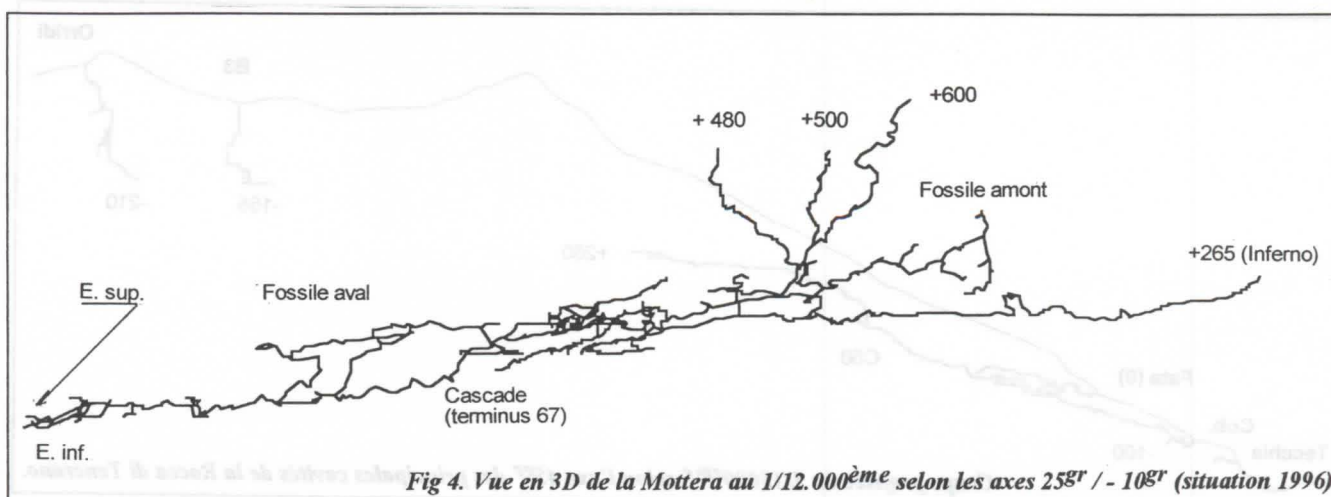 +600
+ 480
+500
Fossile amont
+265 (Inferno)
E. sup.
Fossile aval
Cascade
(terminus 67)
E. inf.
Fig 4. Vue en 3D de la Mottera au 1/12.000ème selon les axes 25gr / - 10gr (situation 1996)